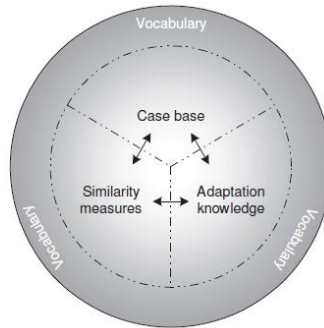 Vocabulary
Case base
Similarity
measures
Adaptation
knowledge
Vocabulary
Vocabulary